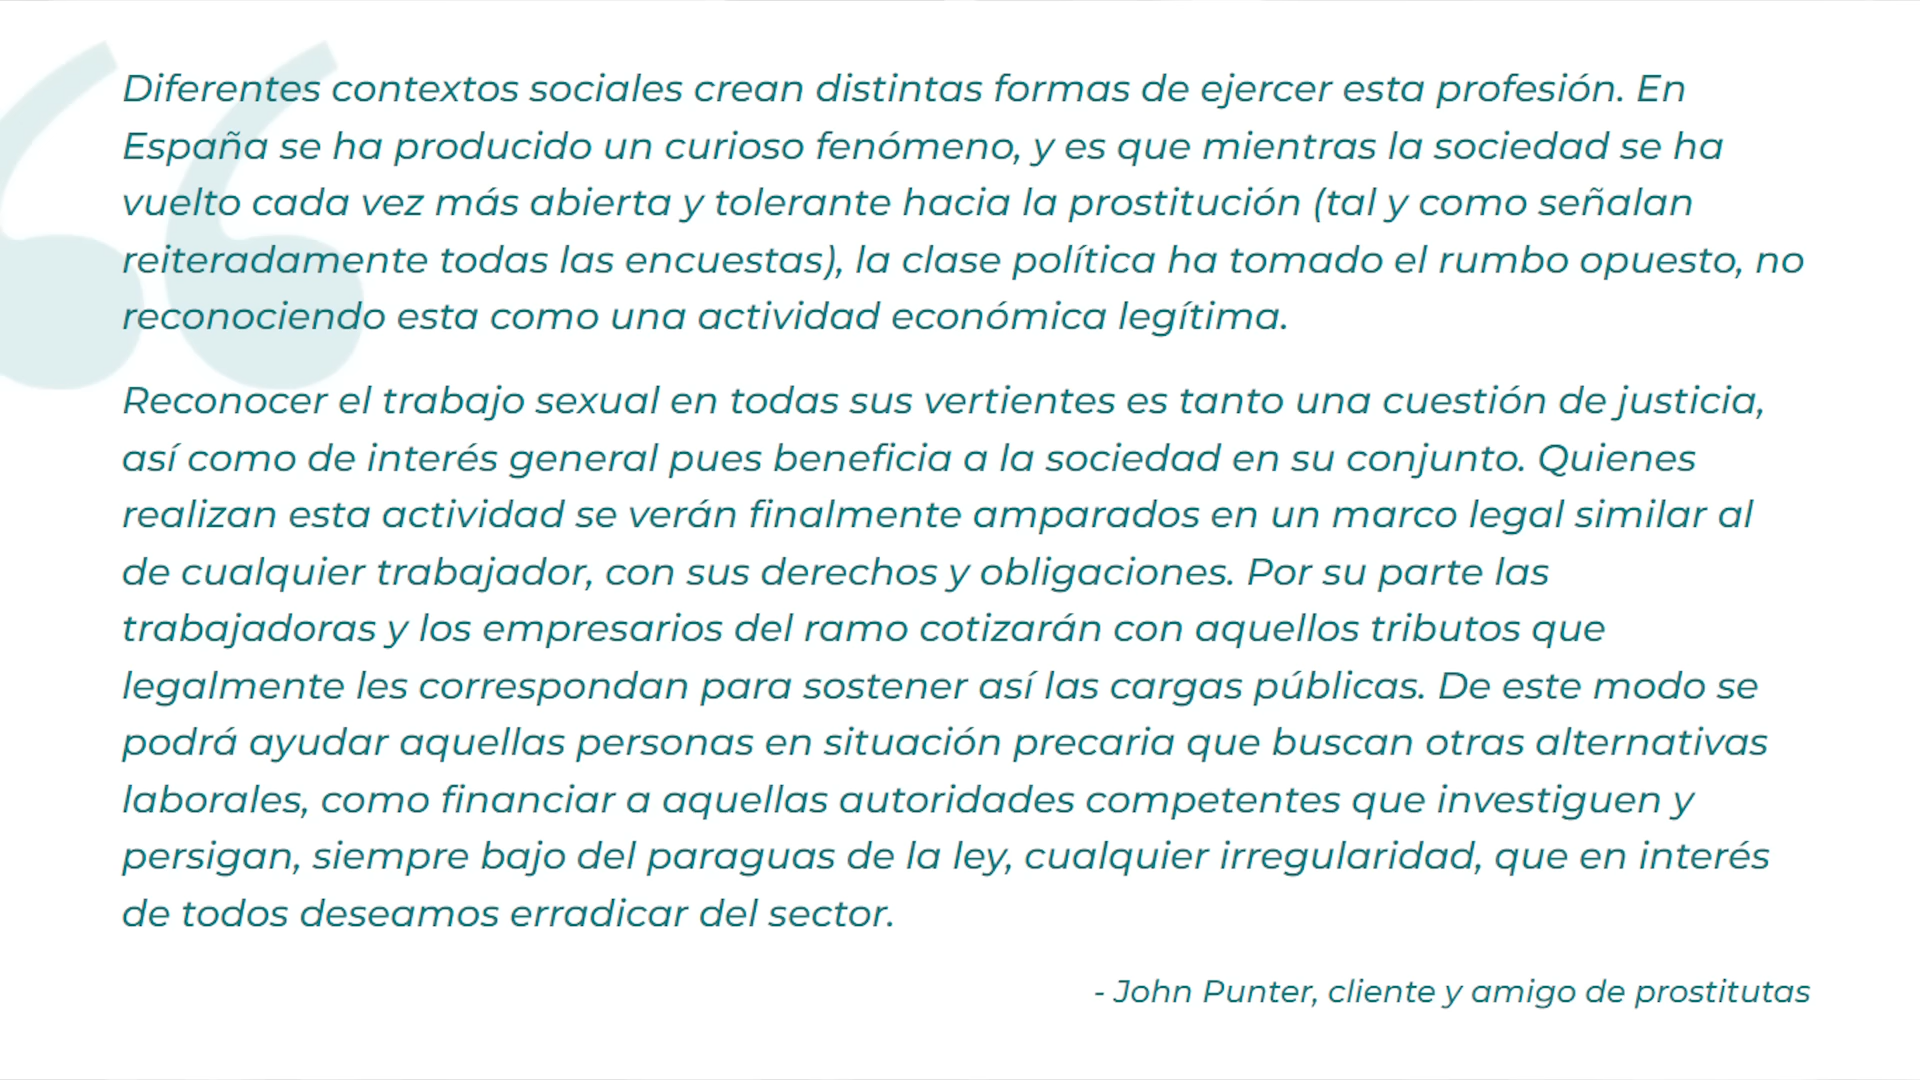 Diferentes contextos sociales crean distintas formas de ejercer esta profesión. En
España se ha producido un curioso fenómeno, y es que mientras la sociedad se ha
vuelto cada vez más abierta y tolerante hacia la prostitución (tal y como señalan
reiteradamente todas las encuestas), la clase política ha tomado el rumbo opuesto, no
reconociendo esta como una actividad económica legítima.
Reconocer el trabajo sexual en todas sus vertientes es tanto una cuestión de justicia,
así como de interés general pues beneficia a la sociedad en su conjunto. Quienes
realizan esta actividad se verán finalmente amparados en un marco legal similar al
de cualquier trabajador, con sus derechos y obligaciones. Por su parte las
trabajadoras y los empresarios del ramo cotizarán con aquellos tributos que
legalmente les correspondan para sostener así las cargas públicas. De este modo se
podrá ayudar aquellas personas en situación precaria que buscan otras alternativas
laborales, como financiar a aquellas autoridades competentes que investiguen y
persigan, siempre bajo del paraguas de la ley, cualquier irregularidad, que en interés
de todos deseamos erradicar del sector.
- John Punter, cliente y amigo de prostitutas